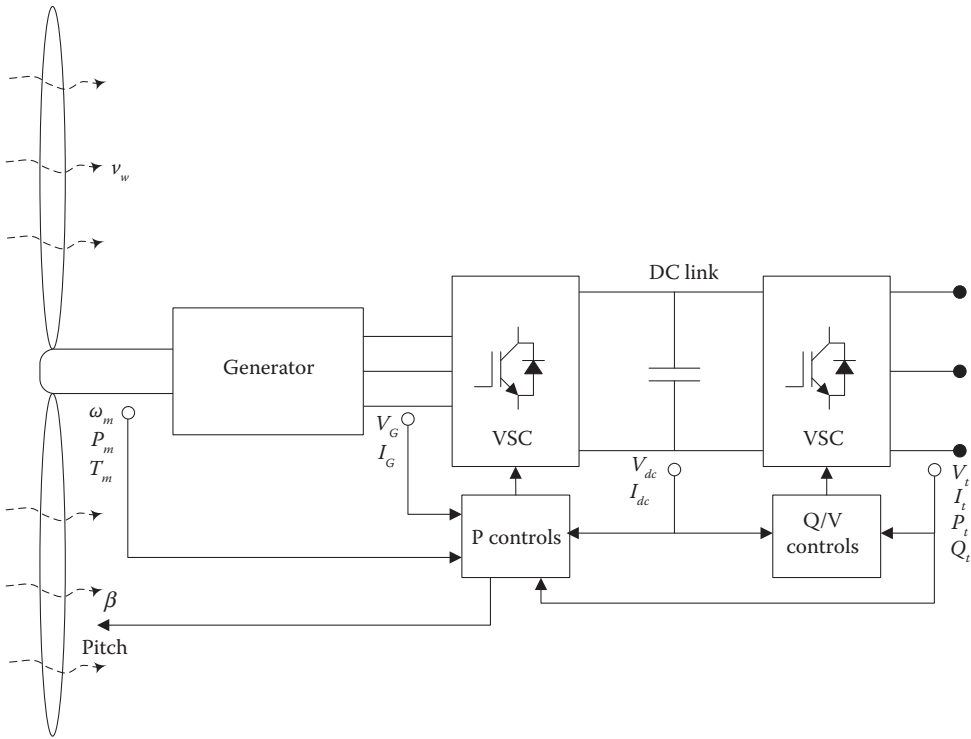 v_w
DC link
Generator
VSC
VSC
ω_m
P_m
T_m
V_G
I_G
V_dc
I_dc
V_t
I_t
P_t
Q_t
P controls
Q/V
controls
β
Pitch